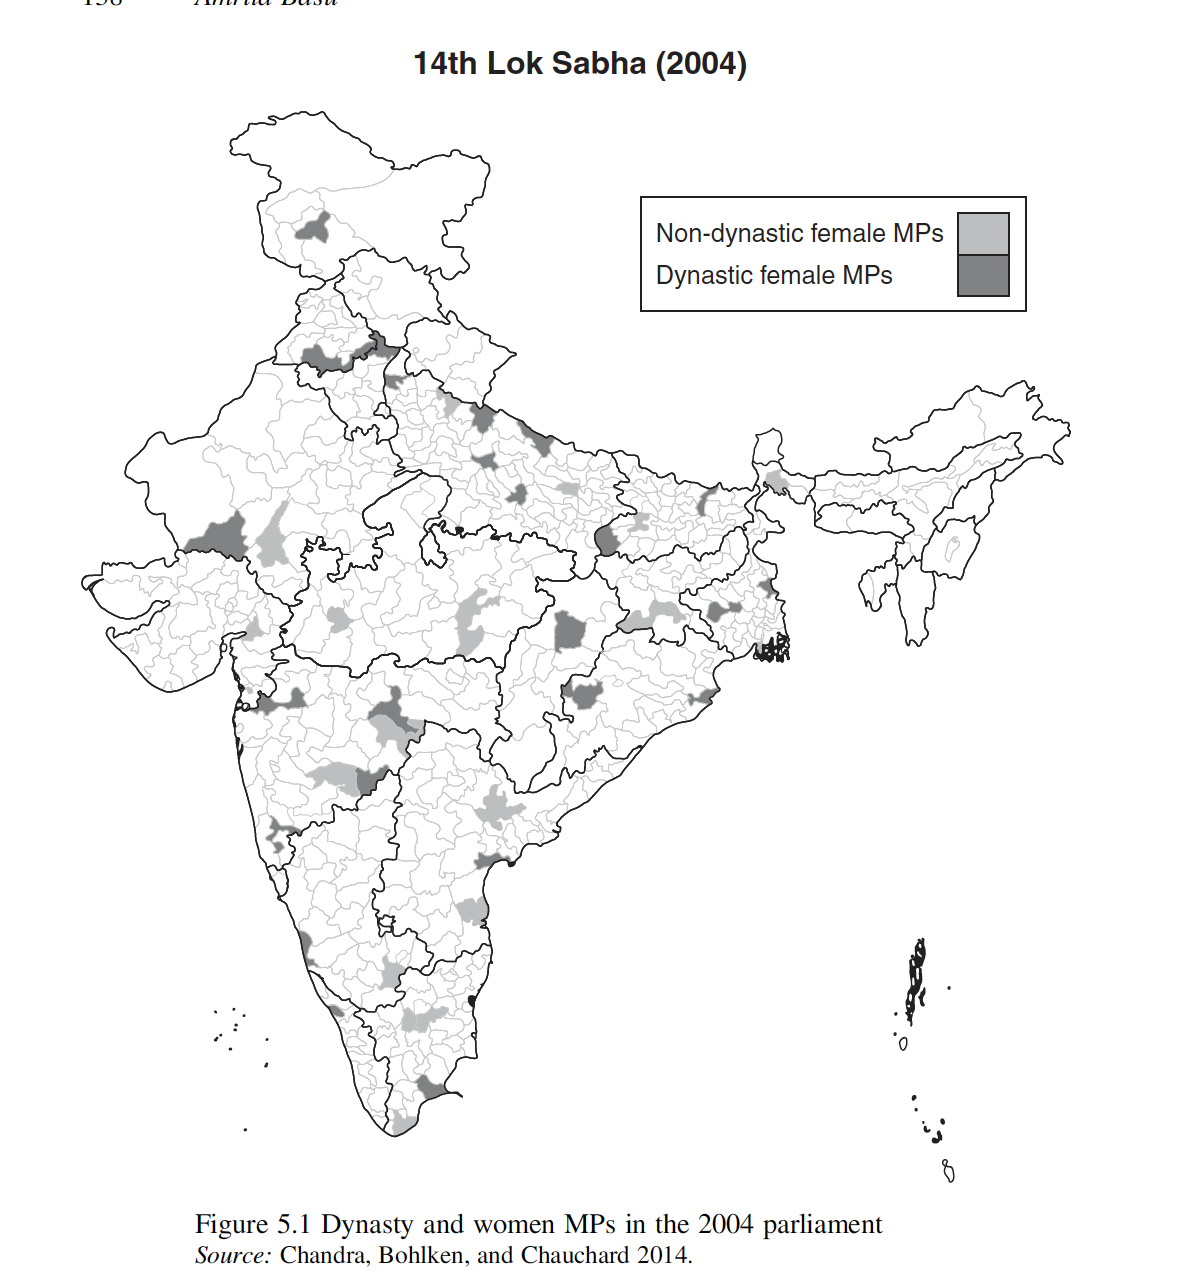 14th Lok Sabha (2004)
Non-dynastic female MPs
Dynastic female MPs
Figure 5.1 Dynasty and women MPs in the 2004 parliament
Source: Chandra, Bohlken, and Chauchard 2014.